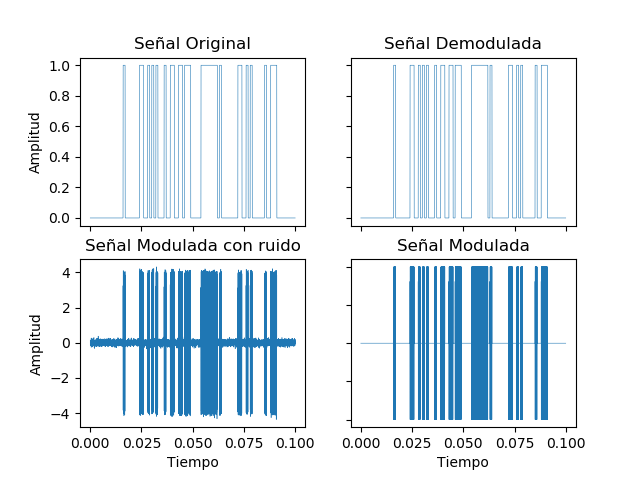 Señal Original
Señal Demodulada
1.0
0.8
0.6
0.4
0.2
0.0
Amplitud
Señal Modulada con ruido
Señal Modulada
4
2
0
−2
−4
Amplitud
0.000 0.025 0.050 0.075 0.100
0.000 0.025 0.050 0.075 0.100
Tiempo
Tiempo